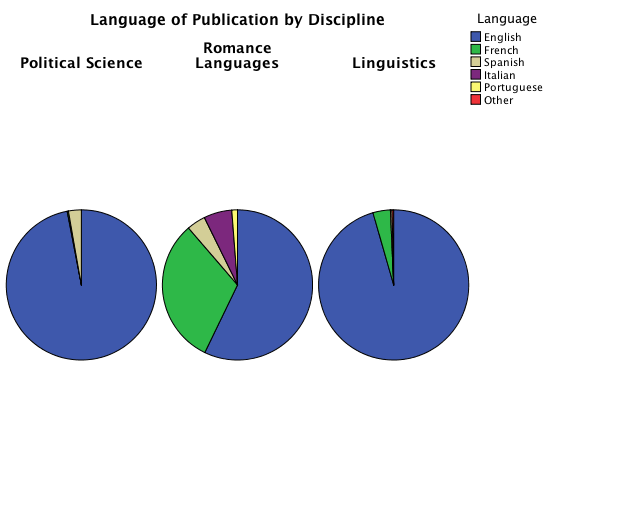 Language of Publication by Discipline
Political Science
Romance
Languages
Linguistics
Language
English
French
Spanish
Italian
Portuguese
Other